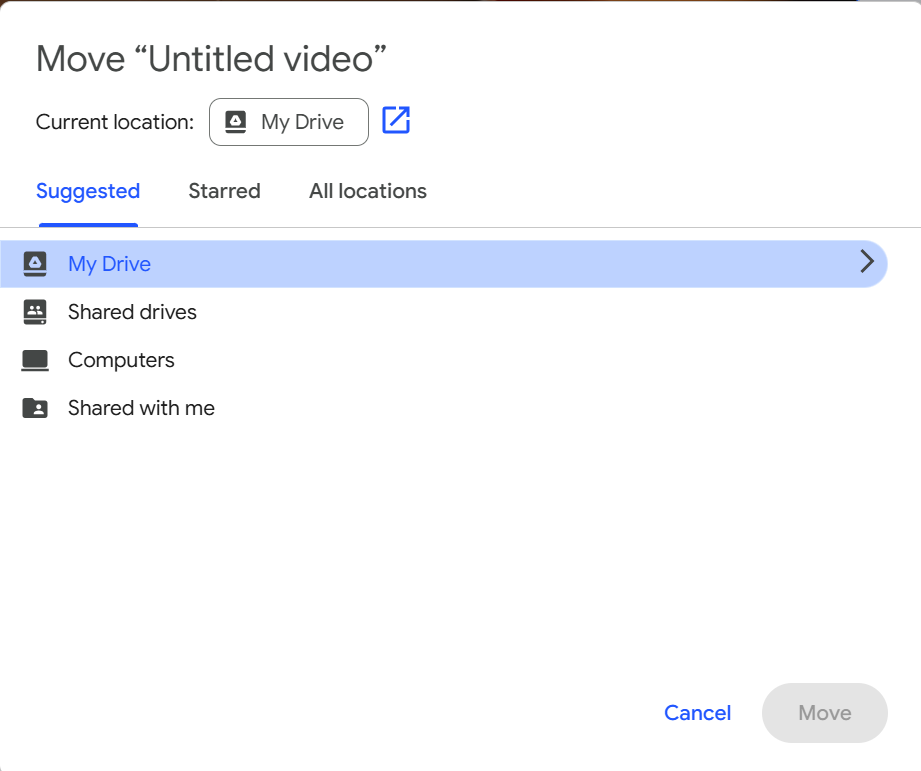 Move “Untitled video”
Current location: My Drive
Suggested Starred All locations
My Drive
Shared drives
Computers
Shared with me
Cancel Move